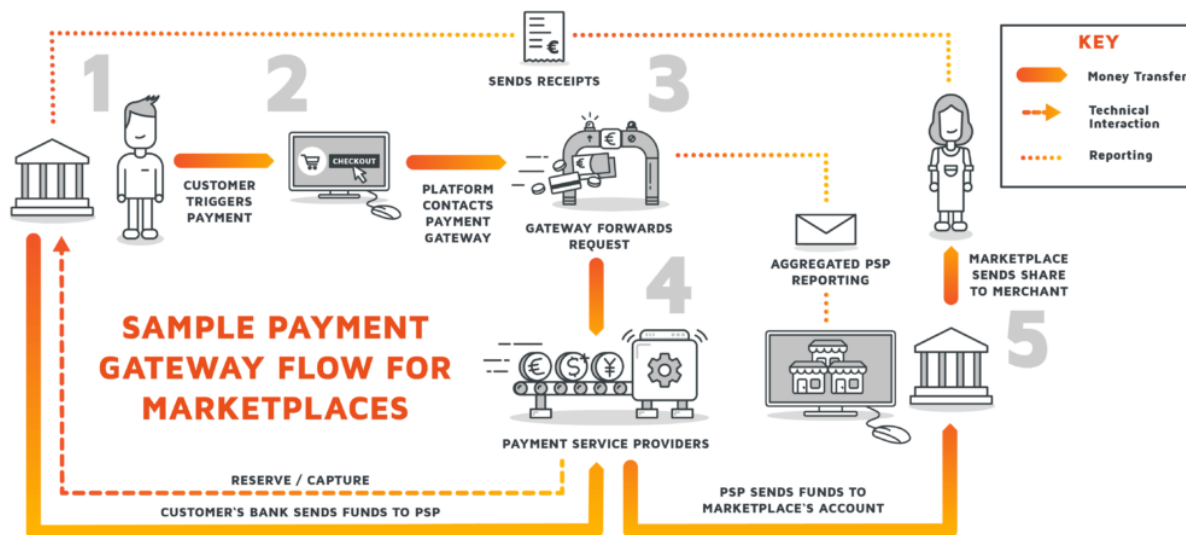 SENDS RECEIPTS
1
2
3
KEY
Money Transfer
Technical
Interaction
Reporting
€
CHECKOUT
€
€
CUSTOMER
TRIGGERS
PAYMENT
PLATFORM
CONTACTS
PAYMENT
GATEWAY
GATEWAY FORWARDS
REQUEST
AGGREGATED PSP
REPORTING
MARKETPLACE
SENDS SHARE
TO MERCHANT
4
5
SAMPLE PAYMENT
GATEWAY FLOW FOR
MARKETPLACES
€ $ ¥
PAYMENT SERVICE PROVIDERS
RESERVE / CAPTURE
CUSTOMER'S BANK SENDS FUNDS TO PSP
PSP SENDS FUNDS TO
MARKETPLACE'S ACCOUNT